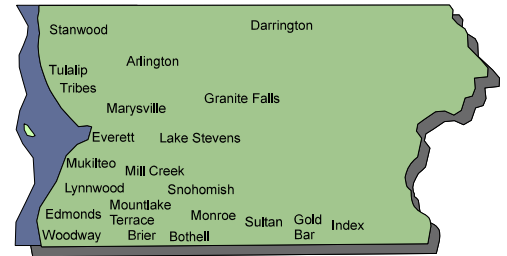 Darrington
Stanwood
Arlington
Tulalip
Tribes
Granite Falls
Marysville
Everett
Lake Stevens
Mukilteo
Mill Creek
Lynnwood
Snohomish
Mountlake
Terrace
Edmonds
Monroe
Sultan
Gold
Bar
Index
Woodway
Brier
Bothell